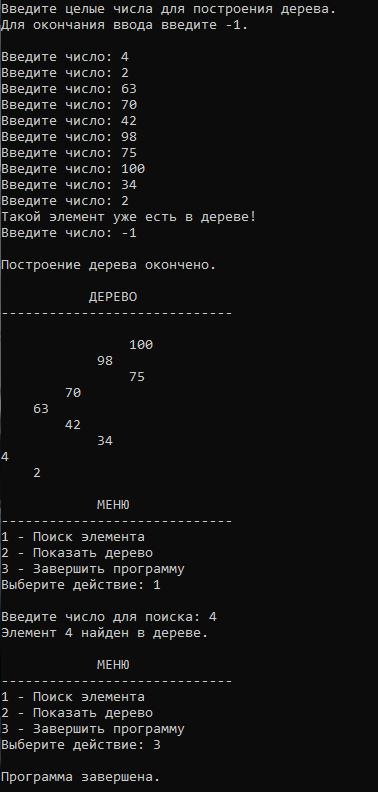 Введите целые числа для построения дерева.
Для окончания ввода введите -1.
Введите число: 4
Введите число: 2
Введите число: 63
Введите число: 70
Введите число: 42
Введите число: 98
Введите число: 75
Введите число: 100
Введите число: 34
Введите число: 2
Такой элемент уже есть в дереве!
Введите число: -1
Построение дерева окончено.
ДЕРЕВО
-----------------------------
100
98
75
70
63
42
34
4
2
МЕНЮ
-----------------------------
1 - Поиск элемента
2 - Показать дерево
3 - Завершить программу
Выберите действие: 1
Введите число для поиска: 4
Элемент 4 найден в дереве.
МЕНЮ
-----------------------------
1 - Поиск элемента
2 - Показать дерево
3 - Завершить программу
Выберите действие: 3
Программа завершена.